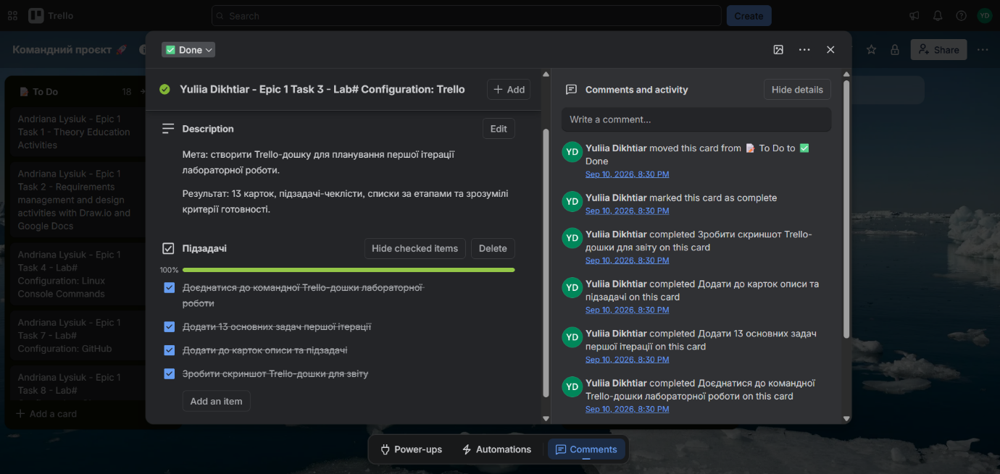 Trello
Search
Create
YD
Командний проєкт 🚀
Share
📝 To Do
18
Andriana Lysiuk - Epic 1
Task 1 - Theory Education
Activities
Andriana Lysiuk - Epic 1
Task 2 - Requirements
management and design
activities with Draw.io and
Google Docs
Andriana Lysiuk - Epic 1
Task 4 - Lab#
Configuration: Linux
Console Commands
Andriana Lysiuk - Epic 1
Task 7 - Lab#
Configuration: GitHub
Andriana Lysiuk - Epic 1
Task 8 - Lab#
Add a card
✅ Done
Yuliia Dikhtiar - Epic 1 Task 3 - Lab# Configuration: Trello
Add
Description
Edit
Мета: створити Trello-дошку для планування першої ітерації
лабораторної роботи.
Результат: 13 карток, підзадачі-чеклісти, списки за етапами та зрозумілі
критерії готовності.
Підзадачі
Hide checked items
Delete
100%
Доєднатися до командної Trello-дошки лабораторної
роботи
Додати 13 основних задач першої ітерації
Додати до карток описи та підзадачі
Зробити скриншот Trello-дошки для звіту
Add an item
Comments and activity
Hide details
Write a comment...
YD
Yuliia Dikhtiar moved this card from 📝 To Do to ✅
Done
Sep 10, 2026, 8:30 PM
YD
Yuliia Dikhtiar marked this card as complete
Sep 10, 2026, 8:30 PM
YD
Yuliia Dikhtiar completed Зробити скриншот Trello-
дошки для звіту on this card
Sep 10, 2026, 8:30 PM
YD
Yuliia Dikhtiar completed Додати до карток описи та
підзадачі on this card
Sep 10, 2026, 8:30 PM
YD
Yuliia Dikhtiar completed Додати 13 основних задач
першої ітерації on this card
Sep 10, 2026, 8:30 PM
YD
Yuliia Dikhtiar completed Доєднатися до командної
Trello-дошки лабораторної роботи on this card
Sep 10, 2026, 8:30 PM
Power-ups
Automations
Comments